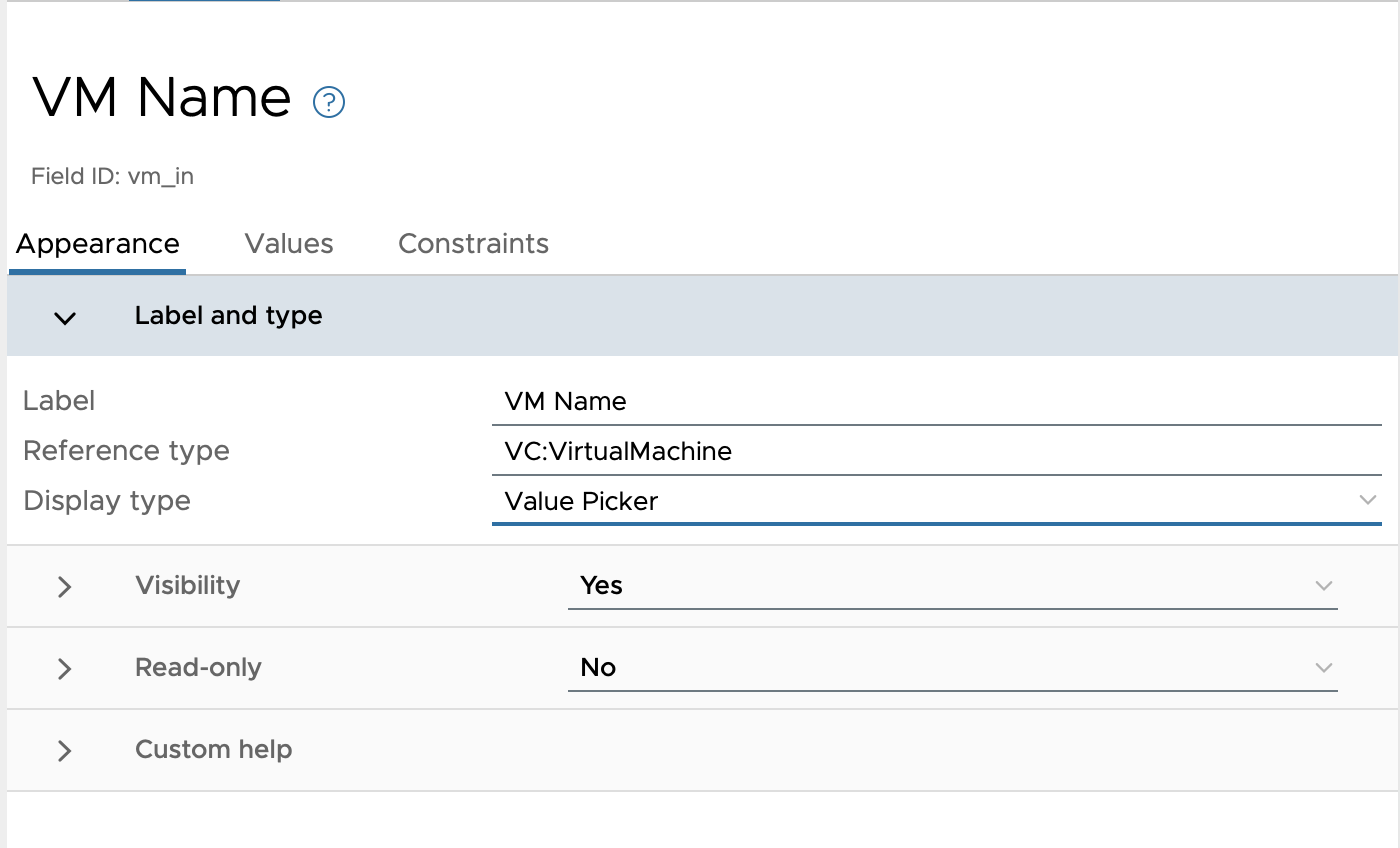 VM Name ?
Field ID: vm_in
Appearance Values Constraints
Label and type
Label VM Name
Reference type VC:VirtualMachine
Display type Value Picker
Visibility Yes
Read-only No
Custom help